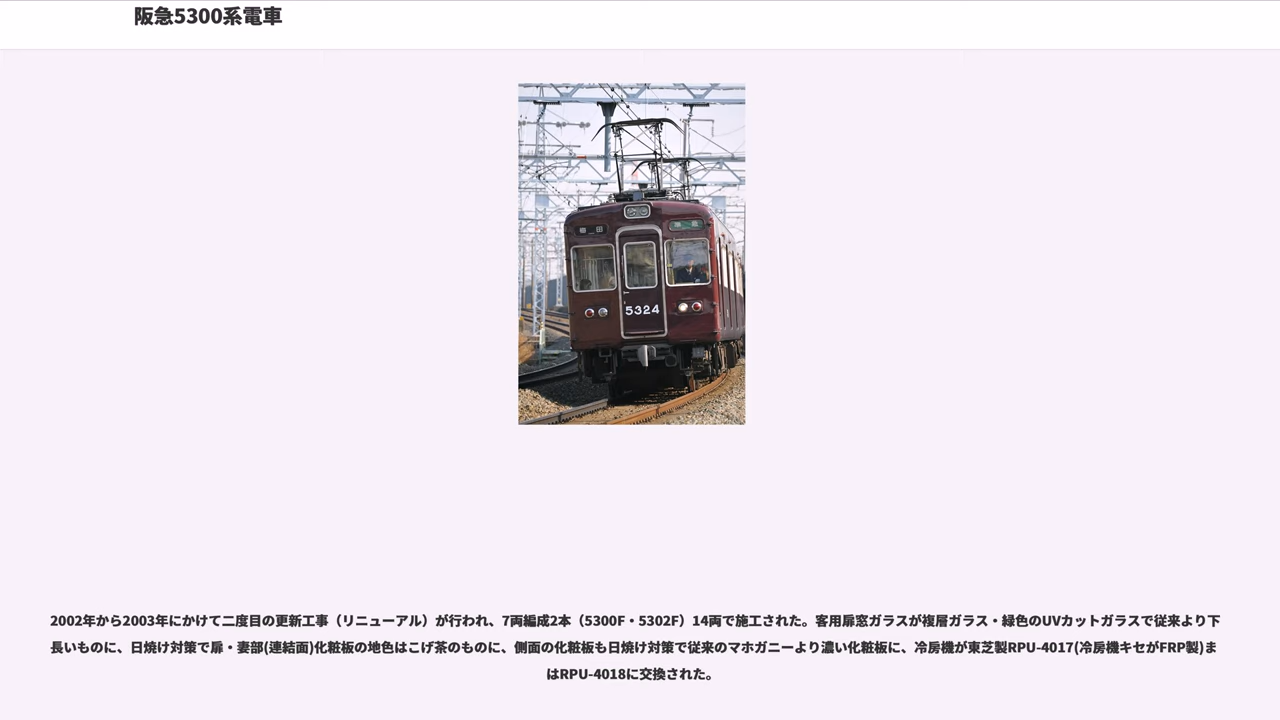 阪急5300系電車
5324
2002年から2003年にかけて二度目の更新工事（リニューアル）が行われ、7両編成2本（5300F・5302F）14両で施工された。客用扉窓ガラスが複層ガラス・緑色のUVカットガラスで従来より下
長いものに、日焼け対策で扉・妻部(連結面)化粧板の地色はこげ茶のものに、側面の化粧板も日焼け対策で従来のマホガニーより濃い化粧板に、冷房機が東芝製RPU-4017(冷房機キセがFRP製)ま
はRPU-4018に交換された。